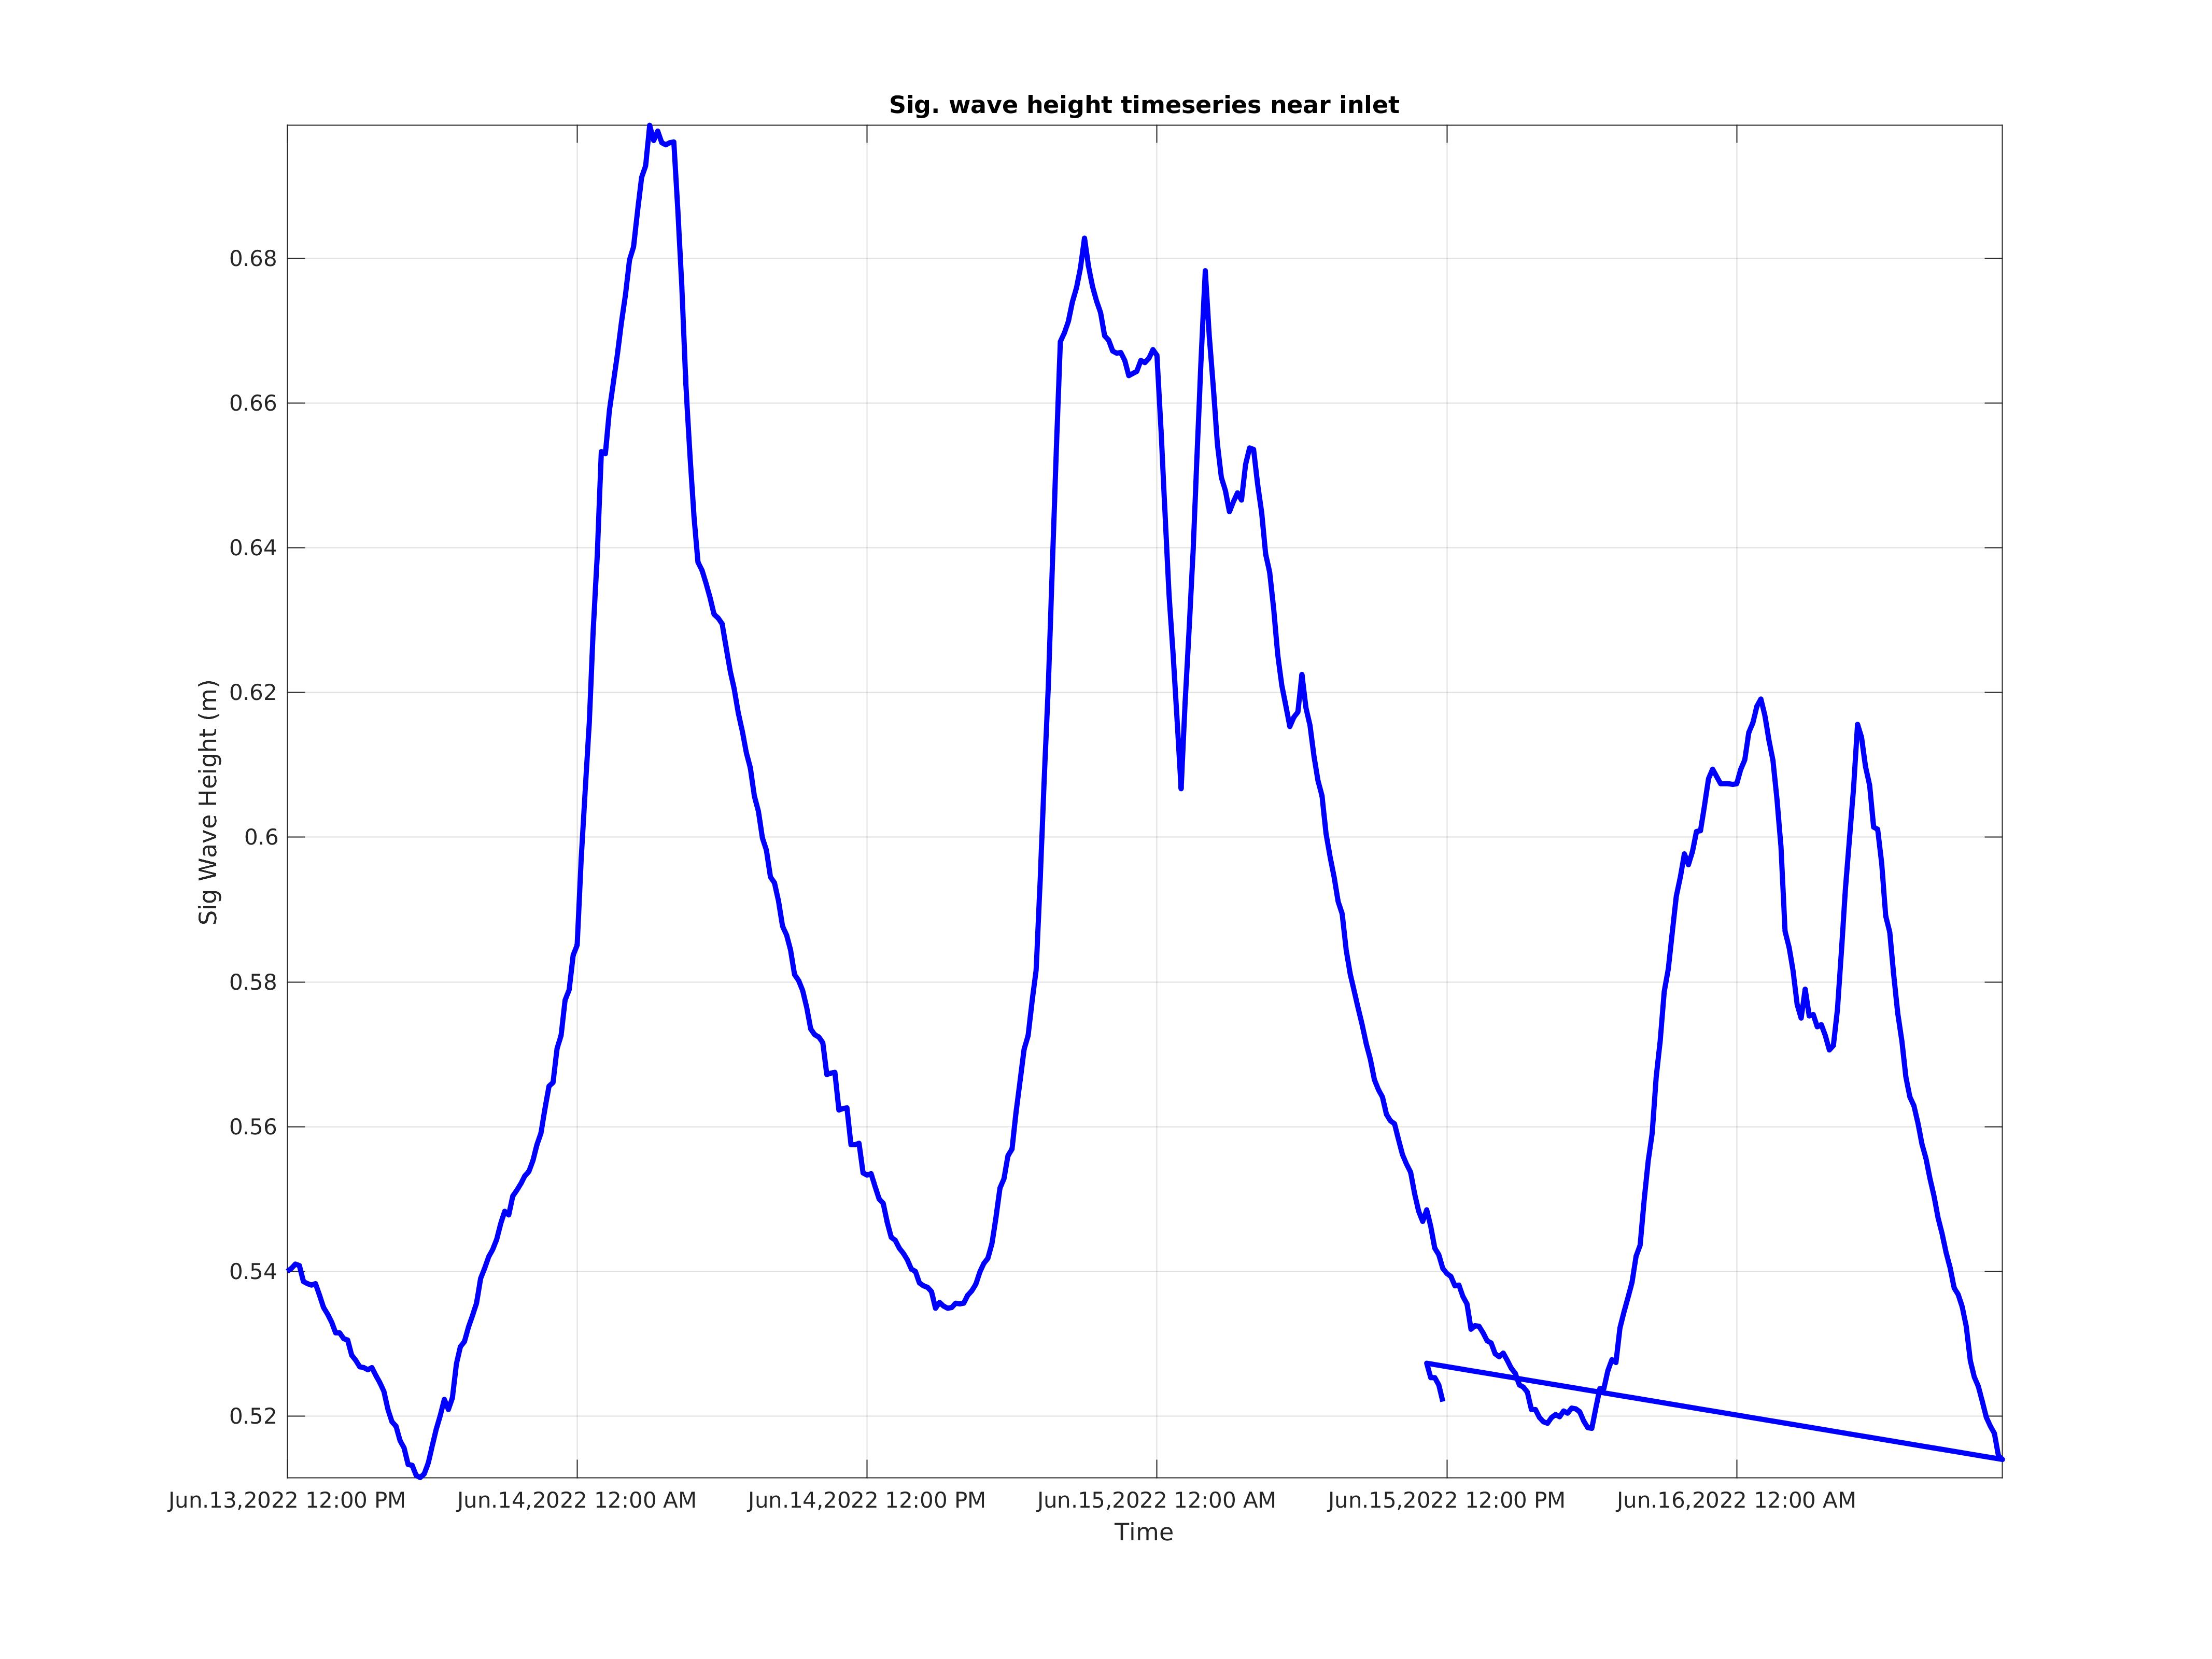 Sig. wave height timeseries near inlet
0.68
0.66
0.64
0.62
0.6
0.58
0.56
0.54
0.52
Sig Wave Height (m)
Jun.13,2022 12:00 PM
Jun.14,2022 12:00 AM
Jun.14,2022 12:00 PM
Jun.15,2022 12:00 AM
Jun.15,2022 12:00 PM
Jun.16,2022 12:00 AM
Time